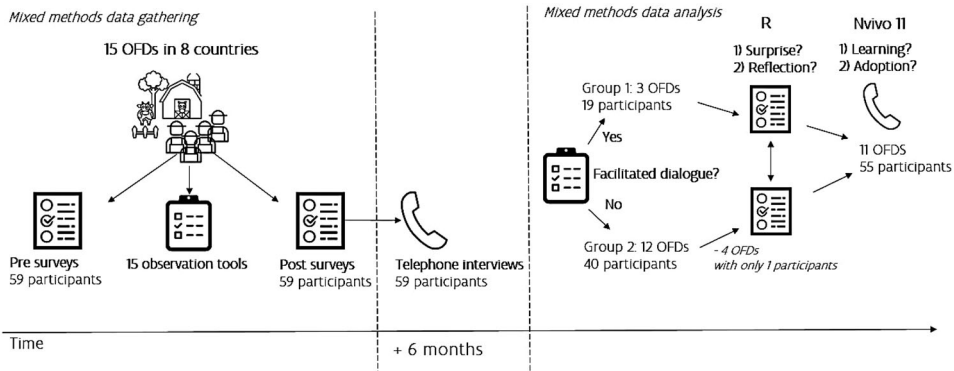 Mixed methods data gathering
15 OFDs in 8 countries
Pre surveys
59 participants
15 observation tools
Post surveys
59 participants
Telephone interviews
59 participants
Time
+ 6 months
Mixed methods data analysis
R
1) Surprise?
2) Reflection?
Nvivo 11
1) Learning?
2) Adoption?
Group 1: 3 OFDs
19 participants
Yes
Facilitated dialogue?
No
Group 2: 12 OFDs
40 participants
- 4 OFDs
with only 1 participants
11 OFDS
55 participants